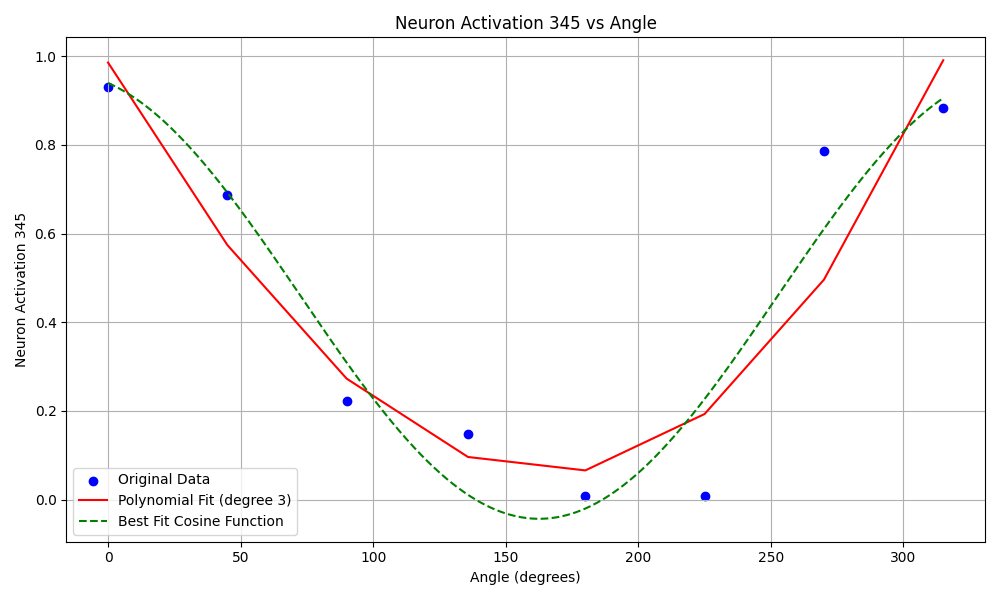 Neuron Activation 345 vs Angle
Neuron Activation 345
1.0
0.8
0.6
0.4
0.2
0.0
Original Data
Polynomial Fit (degree 3)
Best Fit Cosine Function
0 50 100 150 200 250 300
Angle (degrees)